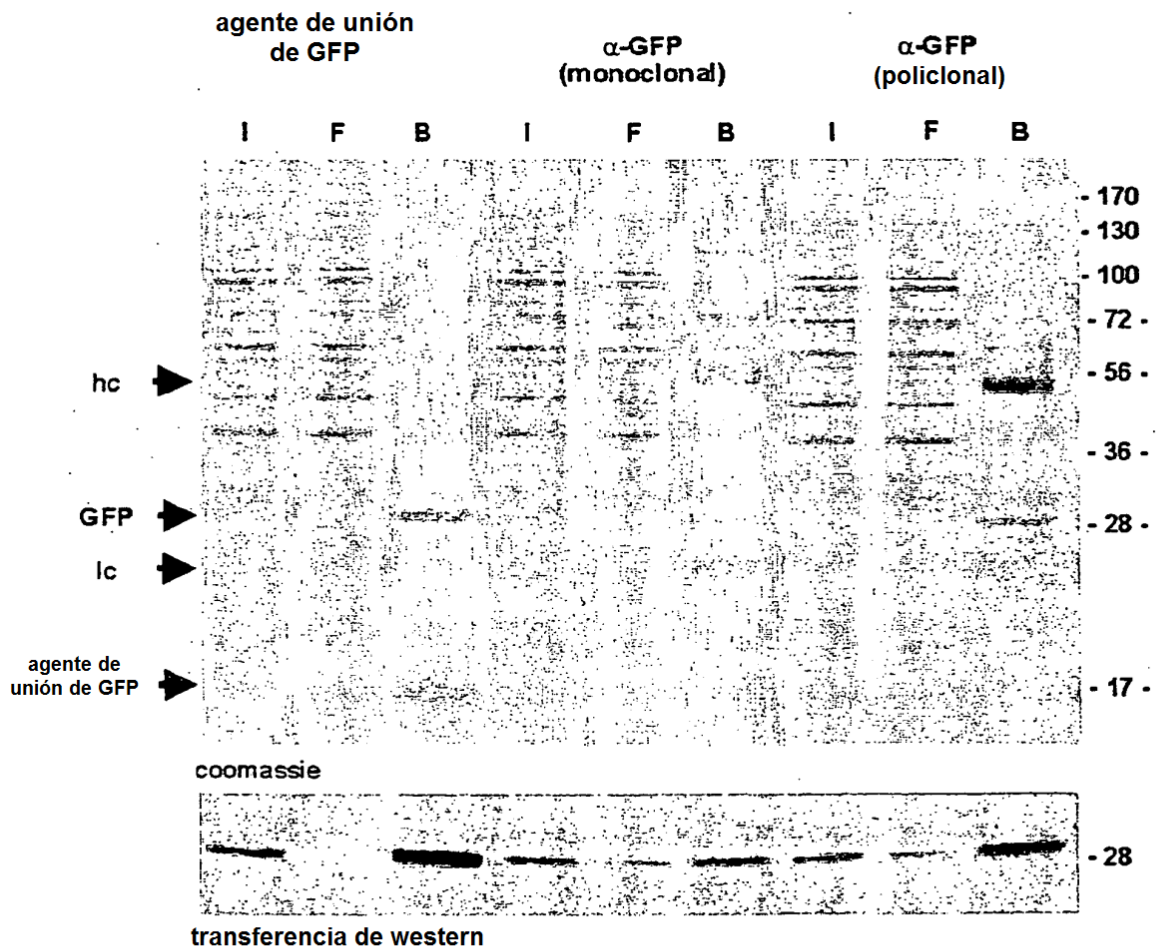 agente de unión
de GFP
α-GFP
(monoclonal)
α-GFP
(policlonal)
I F B I F B I F B
- 170
- 130
- 100
- 72 -
hc
- 56 -
- 36 -
GFP
- 28 -
lc
agente de
unión de GFP
- 17 -
coomassie
- 28
transferencia de western